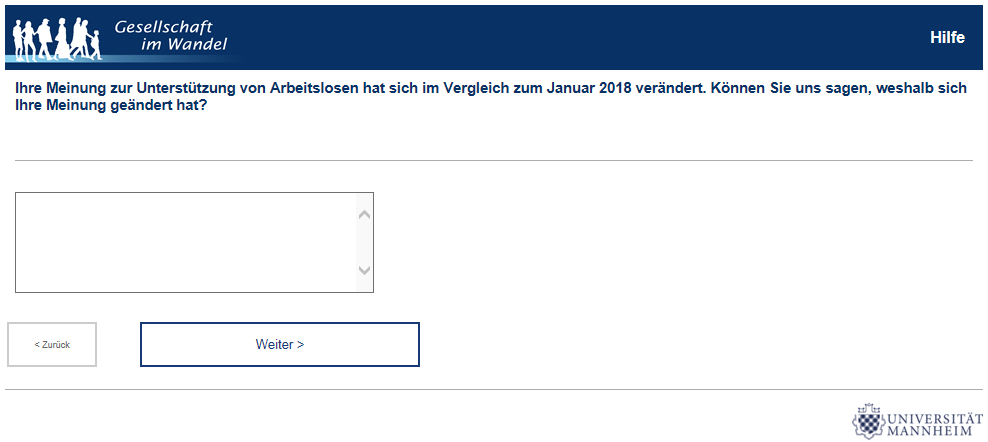 Gesellschaft
im Wandel
Hilfe
Ihre Meinung zur Unterstützung von Arbeitslosen hat sich im Vergleich zum Januar 2018 verändert. Können Sie uns sagen, weshalb sich
Ihre Meinung geändert hat?
< Zurück
Weiter >
UNIVERSITÄT
MANNHEIM